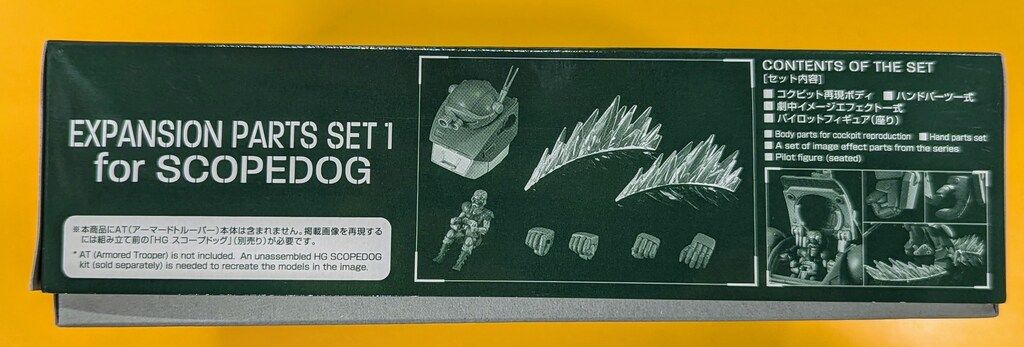 EXPANSION PARTS SET 1
for SCOPEDOG
※本商品にAT(アーマードトルーパー)本体は含まれません。掲載画像を再現する
には組み立て前の「HG スコープドッグ」(別売り)が必要です。
* AT (Armored Trooper) is not included. An unassembled HG SCOPEDOG
kit (sold separately) is needed to recreate the models in the image.
CONTENTS OF THE SET
[セット内容]
■ コクピット再現ボディ ■ ハンドパーツ一式
■ 劇中イメージエフェクト一式
■ パイロットフィギュア(座り)
■ Body parts for cockpit reproduction ■ Hand parts set
■ A set of image effect parts from the series
■ Pilot figure (seated)